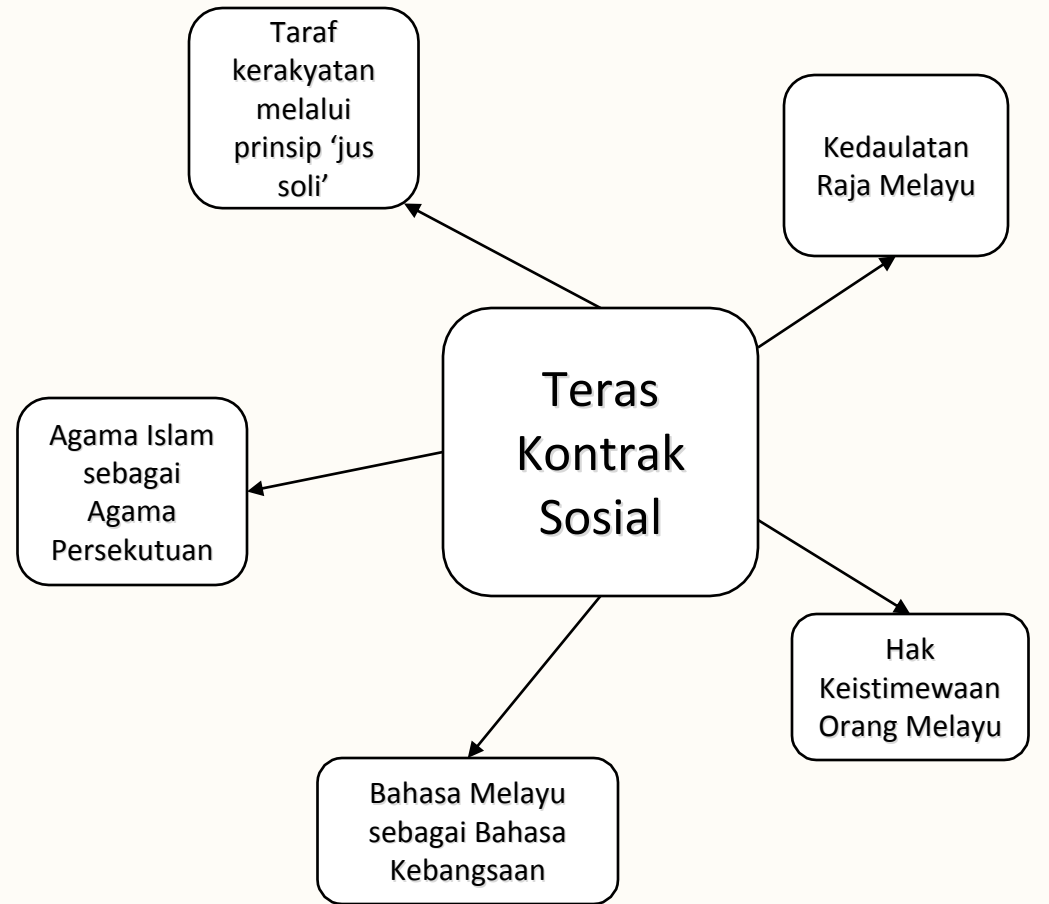 Taraf
kerakyatan
melalui
prinsip ‘jus
soli’
Kedaulatan
Raja Melayu
Teras
Kontrak
Sosial
Agama Islam
sebagai
Agama
Persekutuan
Hak
Keistimewaan
Orang Melayu
Bahasa Melayu
sebagai Bahasa
Kebangsaan